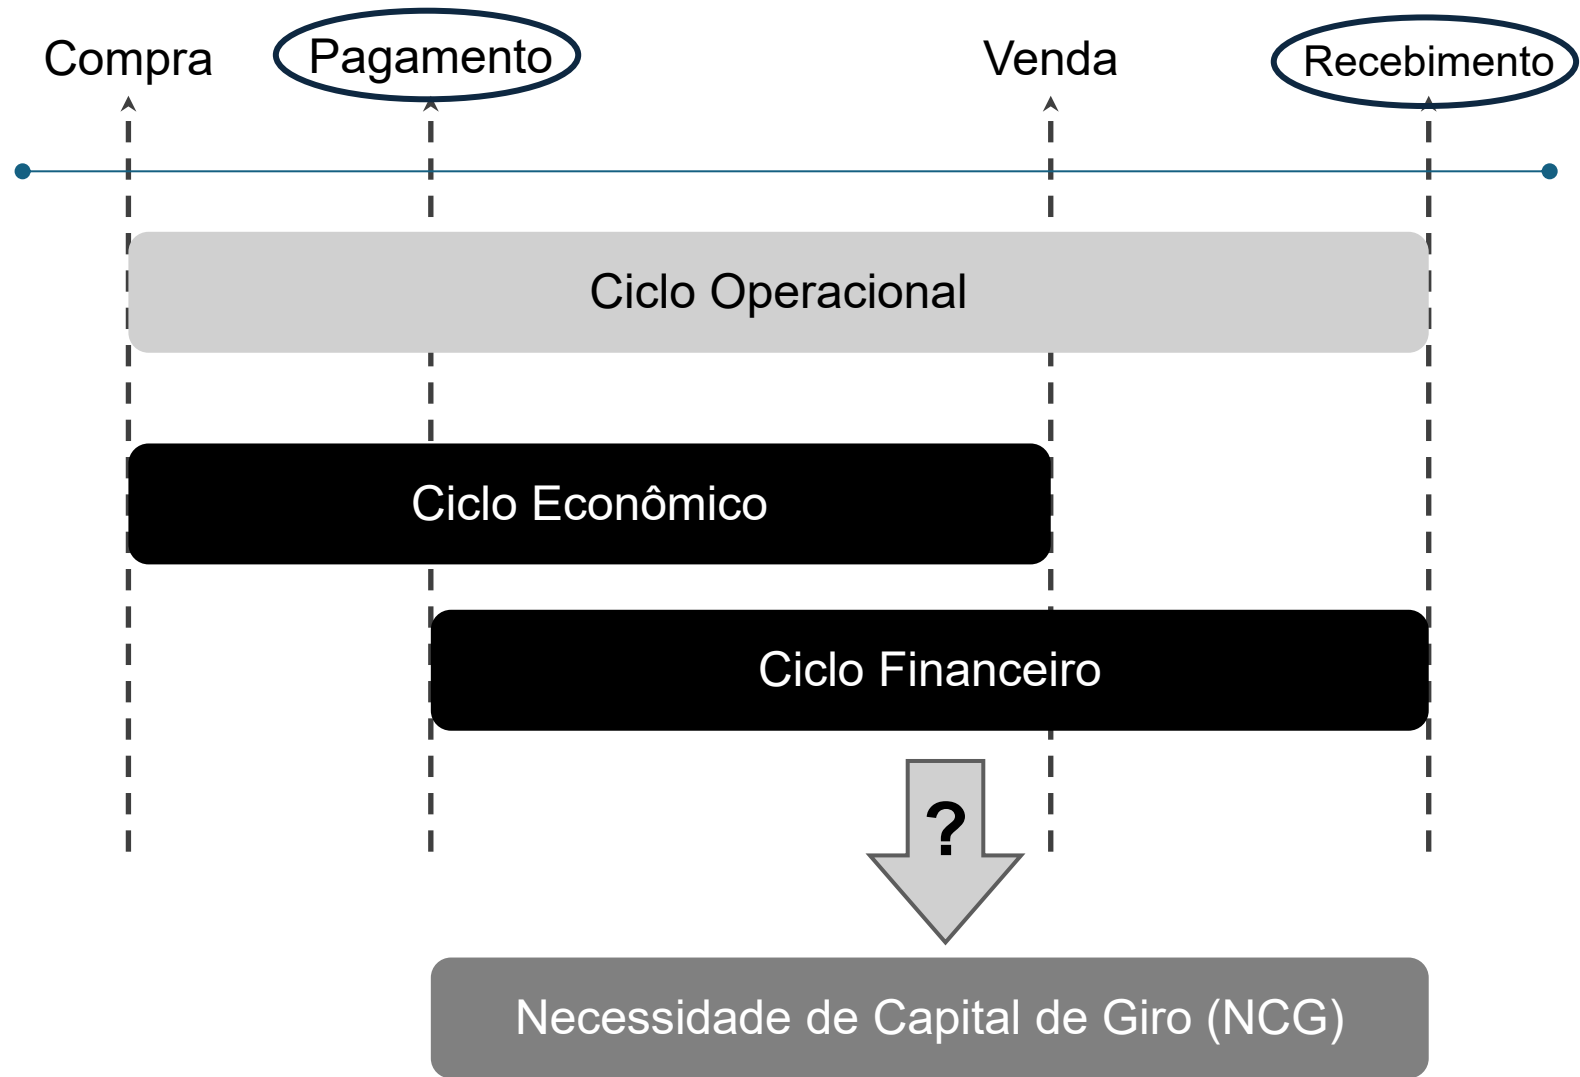 Compra
Pagamento
Venda
Recebimento
Ciclo Operacional
Ciclo Econômico
Ciclo Financeiro
?
Necessidade de Capital de Giro (NCG)